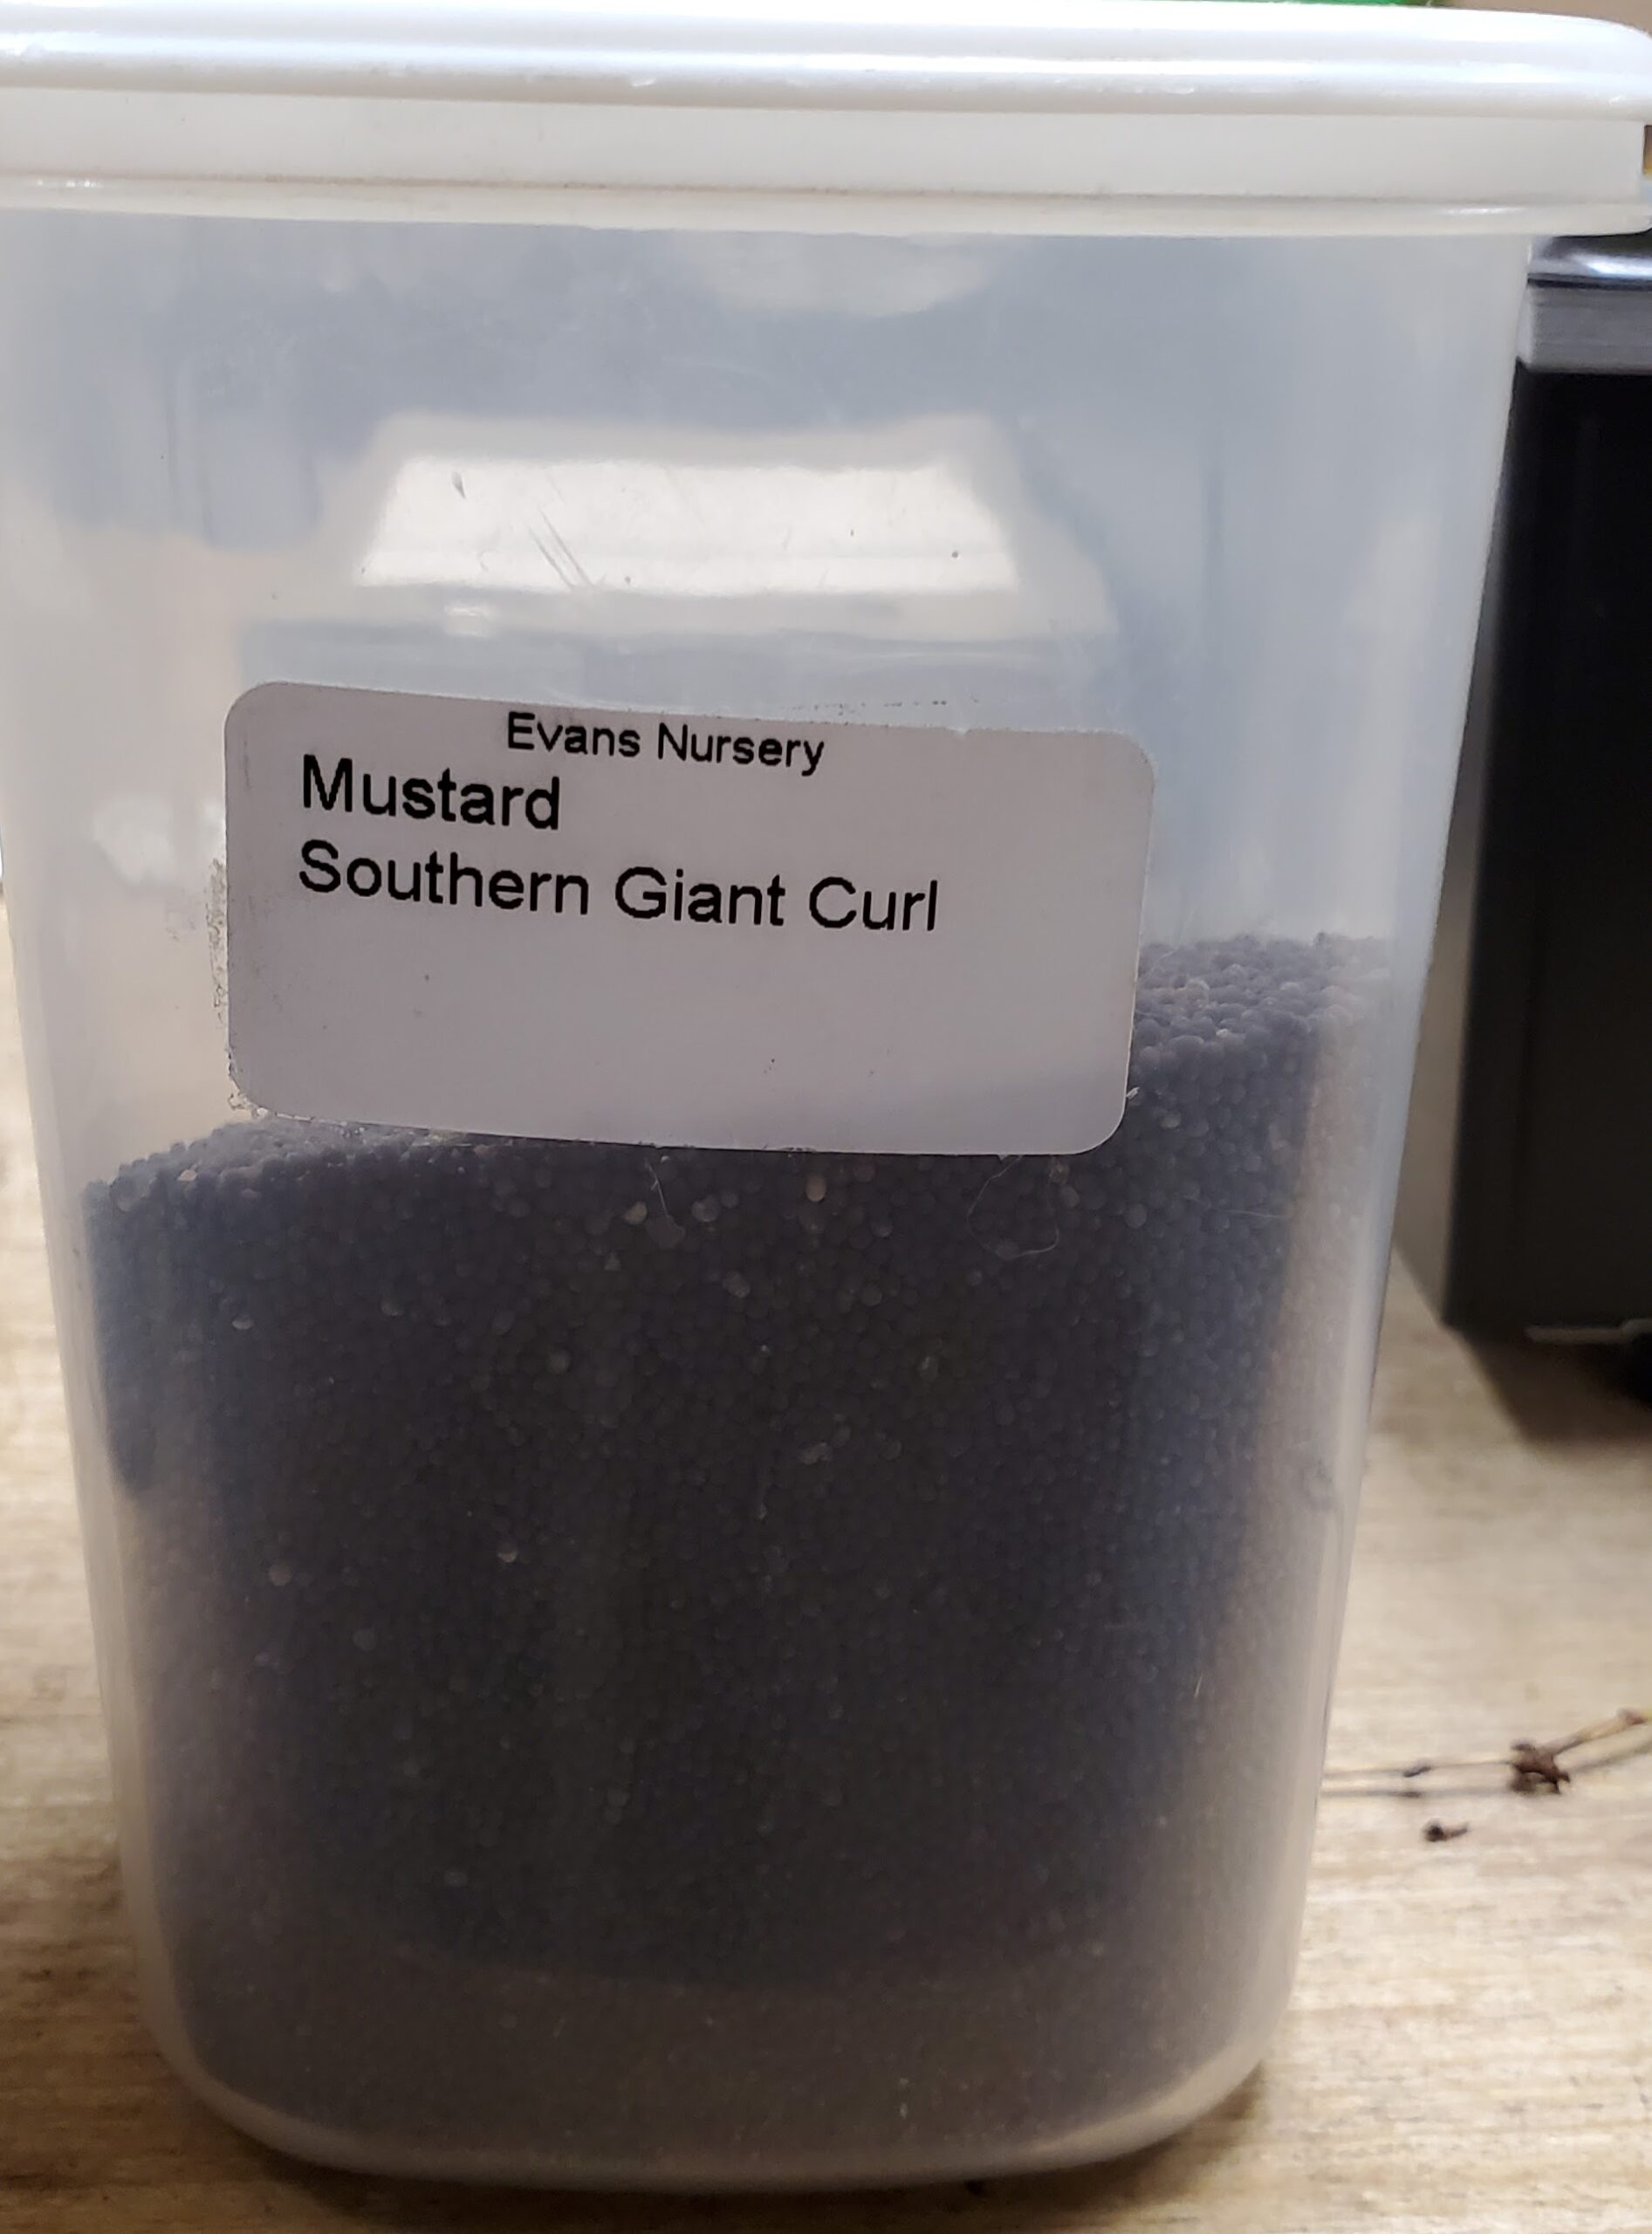 Evans Nursery
Mustard
Southern Giant Curl